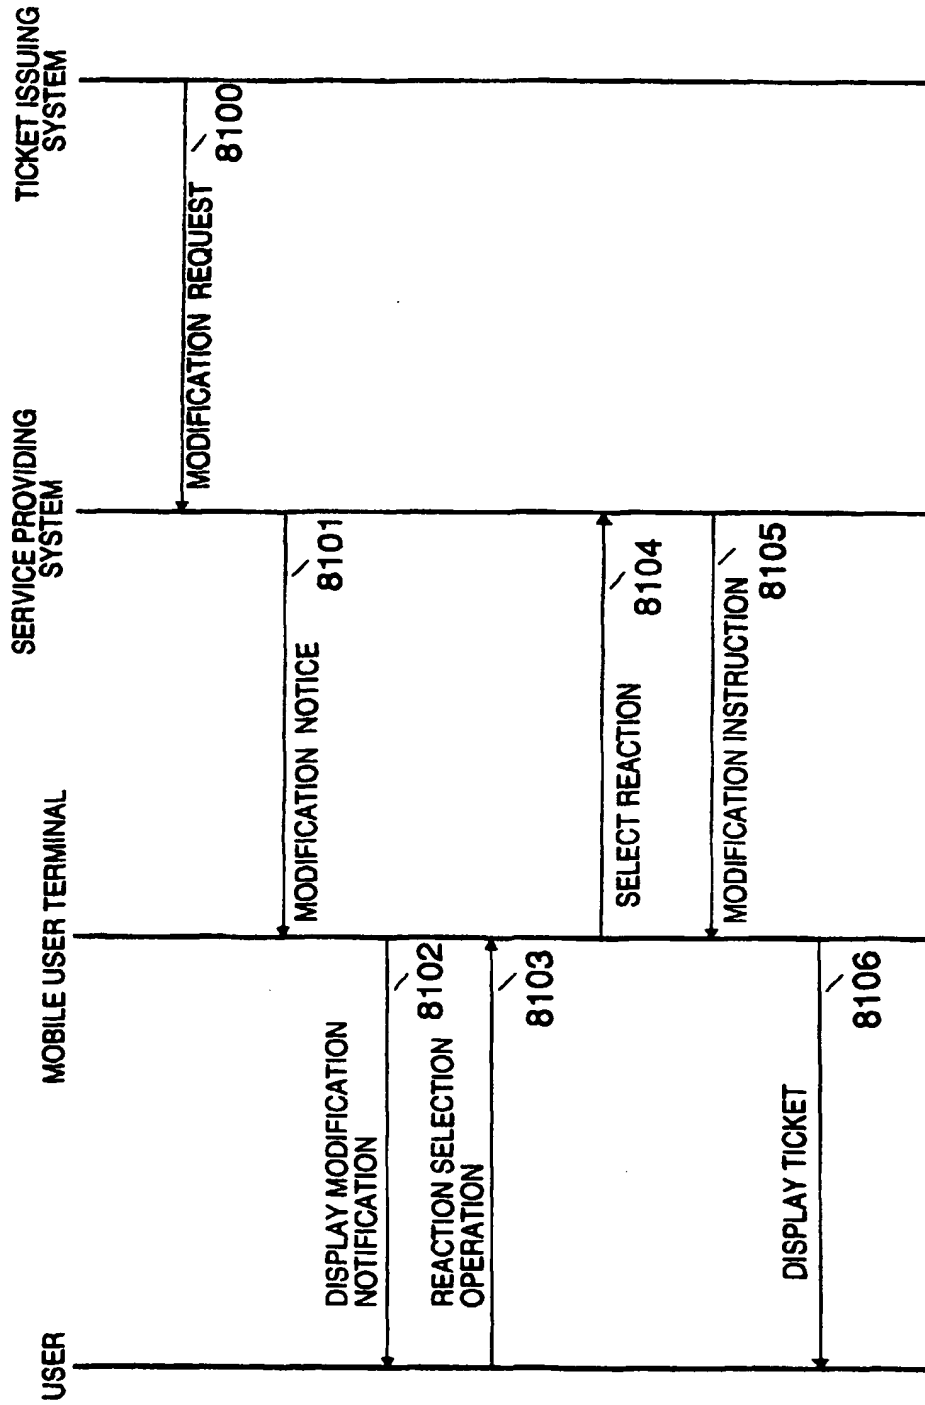 USER
MOBILE USER TERMINAL
SERVICE PROVIDING
SYSTEM
TICKET ISSUING
SYSTEM
MODIFICATION REQUEST
8100
MODIFICATION NOTICE
8101
DISPLAY MODIFICATION
NOTIFICATION
8102
REACTION SELECTION
OPERATION
8103
SELECT REACTION
8104
MODIFICATION INSTRUCTION
8105
DISPLAY TICKET
8106